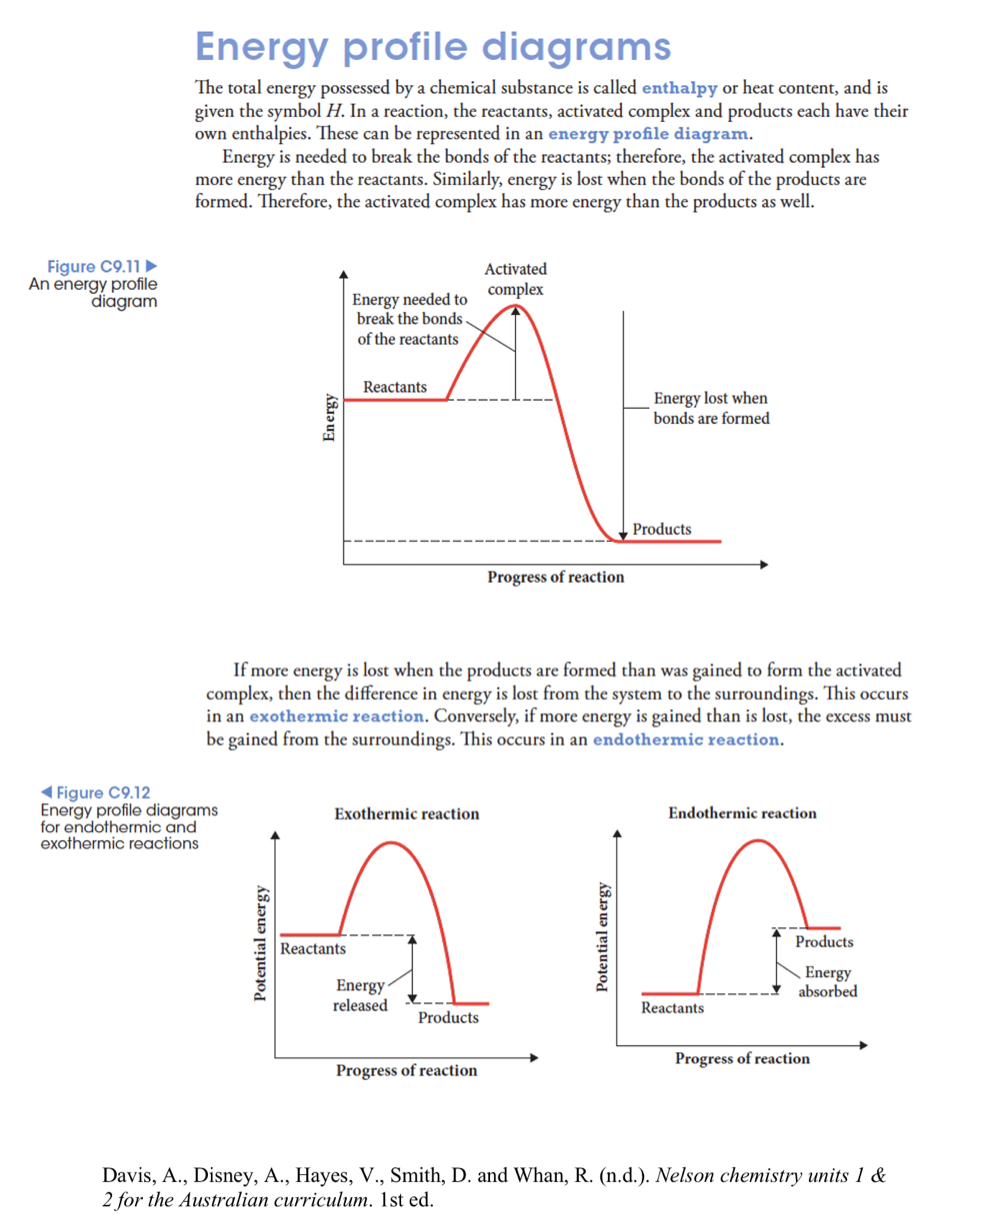 Energy profile diagrams
The total energy possessed by a chemical substance is called enthalpy or heat content, and is
given the symbol H. In a reaction, the reactants, activated complex and products each have their
own enthalpies. These can be represented in an energy profile diagram.
Energy is needed to break the bonds of the reactants; therefore, the activated complex has
more energy than the reactants. Similarly, energy is lost when the bonds of the products are
formed. Therefore, the activated complex has more energy than the products as well.
Figure C9.11 ▶
An energy profile
diagram
Activated
complex
Energy needed to
break the bonds
of the reactants
Reactants
Energy
Energy lost when
bonds are formed
Products
Progress of reaction
If more energy is lost when the products are formed than was gained to form the activated
complex, then the difference in energy is lost from the system to the surroundings. This occurs
in an exothermic reaction. Conversely, if more energy is gained than is lost, the excess must
be gained from the surroundings. This occurs in an endothermic reaction.
◀ Figure C9.12
Energy profile diagrams
for endothermic and
exothermic reactions
Exothermic reaction
Potential energy
Reactants
Energy
released
Products
Progress of reaction
Endothermic reaction
Potential energy
Products
Energy
absorbed
Reactants
Progress of reaction
Davis, A., Disney, A., Hayes, V., Smith, D. and Whan, R. (n.d.). Nelson chemistry units 1 &
2 for the Australian curriculum. 1st ed.